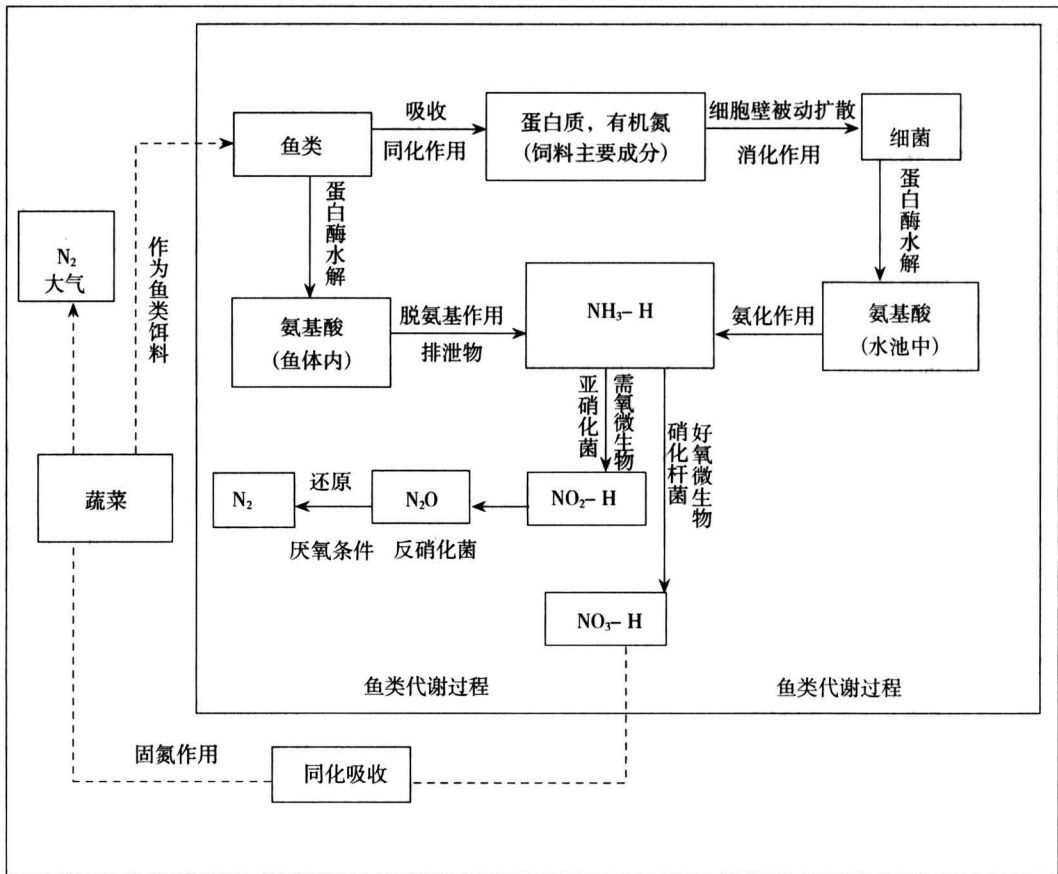 吸收
同化作用
鱼类
蛋白质，有机氮
(饲料主要成分)
细胞壁被动扩散
消化作用
细菌
蛋白酶水解
蛋白酶水解
作为鱼类饵料
N₂
大气
氨基酸
(鱼体内)
脱氨基作用
排泄物
NH₃– H
氨化作用
氨基酸
(水池中)
亚硝化菌
需氧微生物
硝化杆菌
好氧微生物
蔬菜
N₂
还原
N₂O
NO₂– H
厌氧条件
反硝化菌
NO₃– H
鱼类代谢过程
鱼类代谢过程
固氮作用
同化吸收